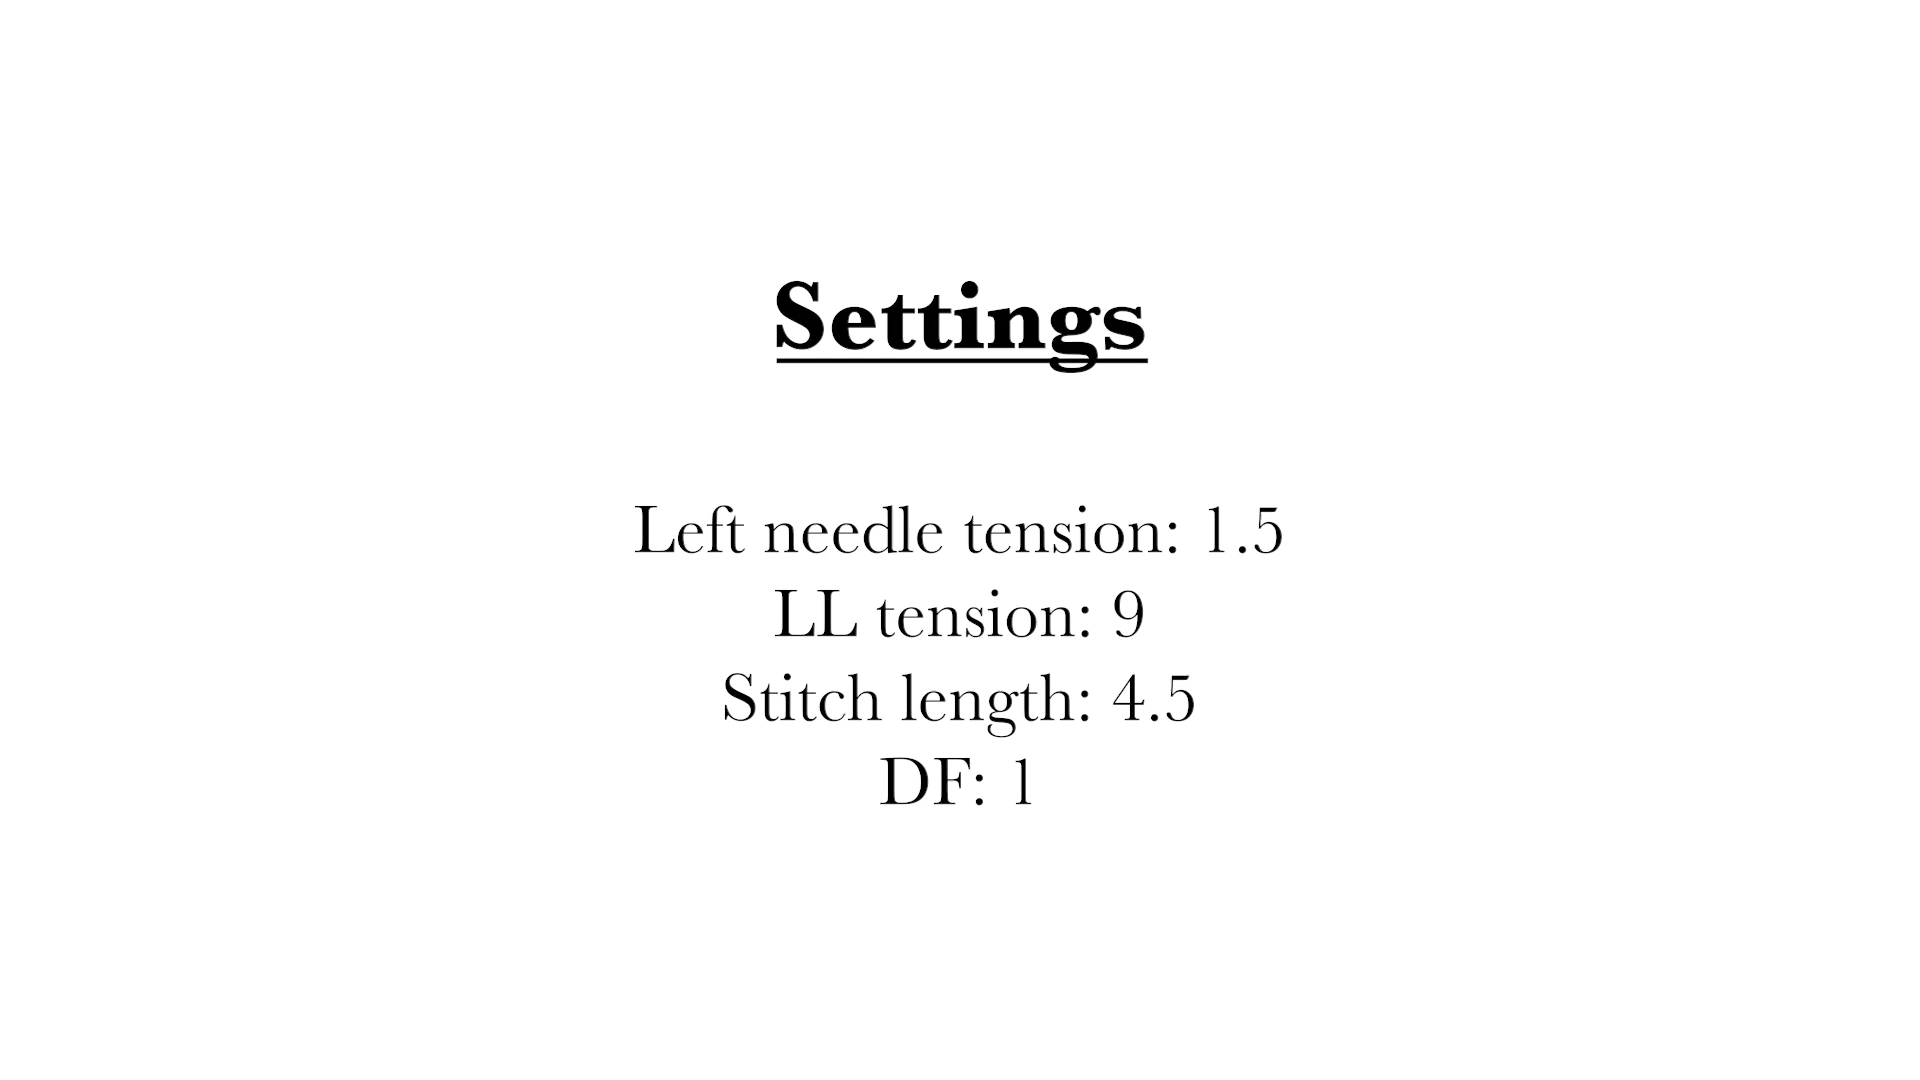 Settings
Left needle tension: 1.5
LL tension: 9
Stitch length: 4.5
DF: 1